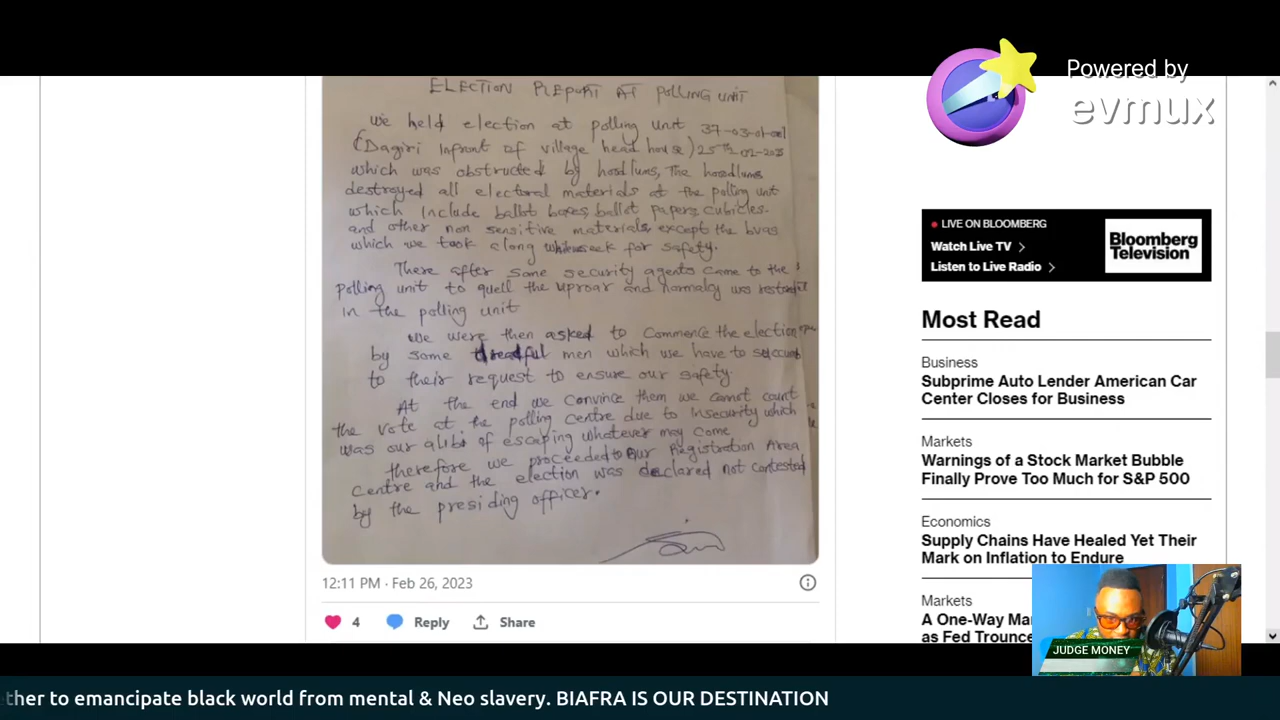 Powered by
evmux
ELECTION REPORT AT POLLING UNIT
We held election at polling unit 37-03-01-001
(Dagiri Infront of village head house) 25th 02-2023
which was obstructed by hoodlums, The hoodlums
destroyed all electoral materials at the polling unit
which include ballot boxes, ballot papers, cubicles.
and other non sensitive materials, except the bvas
which we took along seek for safety.
There after some security agents came to the
polling unit to quell the uproar and normalcy was
in the polling unit
We were then asked to commence the election
by some men which we have to
to their request to ensure our safety.
At the end we convince them we cannot count
the vote at the polling centre due to insecurity which
was our alibi of escaping whatever may come
therefore we proceeded to our Registration Area
Centre and the election was declared not contested
by the presiding officer.
12:11 PM · Feb 26, 2023
4 Reply Share
LIVE ON BLOOMBERG
Watch Live TV
Listen to Live Radio
Bloomberg
Television
Most Read
Business
Subprime Auto Lender American Car
Center Closes for Business
Markets
Warnings of a Stock Market Bubble
Finally Prove Too Much for S&P 500
Economics
Supply Chains Have Healed Yet Their
Mark on Inflation to Endure
Markets
A One-Way
as Fed
JUDGE MONEY
ther to emancipate black world from mental & Neo slavery. BIAFRA IS OUR DESTINATION